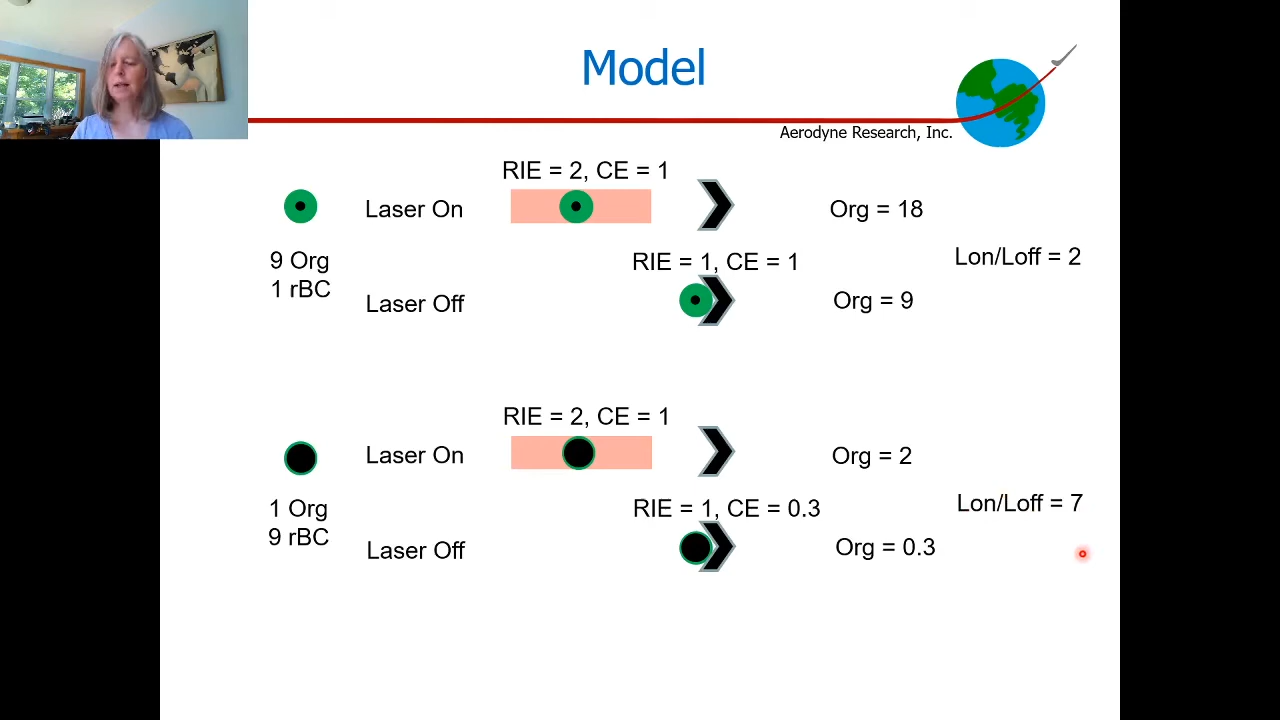 Model
Aerodyne Research, Inc.
RIE = 2, CE = 1
Laser On
Org = 18
9 Org
1 rBC
RIE = 1, CE = 1
Lon/Loff = 2
Laser Off
Org = 9
RIE = 2, CE = 1
Laser On
Org = 2
1 Org
9 rBC
RIE = 1, CE = 0.3
Lon/Loff = 7
Laser Off
Org = 0.3